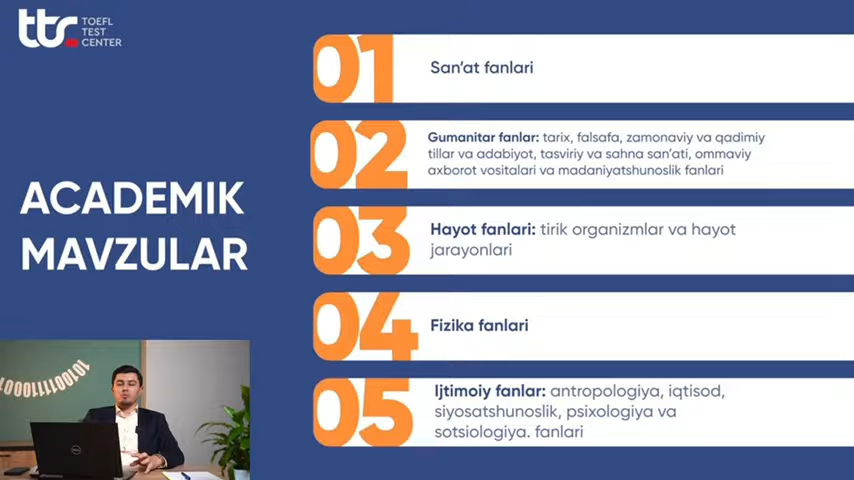 ttc
TOEFL
TEST
CENTER
ACADEMIK
MAVZULAR
01
San'at fanlari
02
Gumanitar fanlar: tarix, falsafa, zamonaviy va qadimiy
tillar va adabiyot, tasviriy va sahna san'ati, ommaviy
axborot vositalari va madaniyatshunoslik fanlari
03
Hayot fanlari: tirik organizmlar va hayot
jarayonlari
04
Fizika fanlari
05
Ijtimoiy fanlar: antropologiya, iqtisod,
siyosatshunoslik, psixologiya va
sotsiologiya. fanlari
DELL